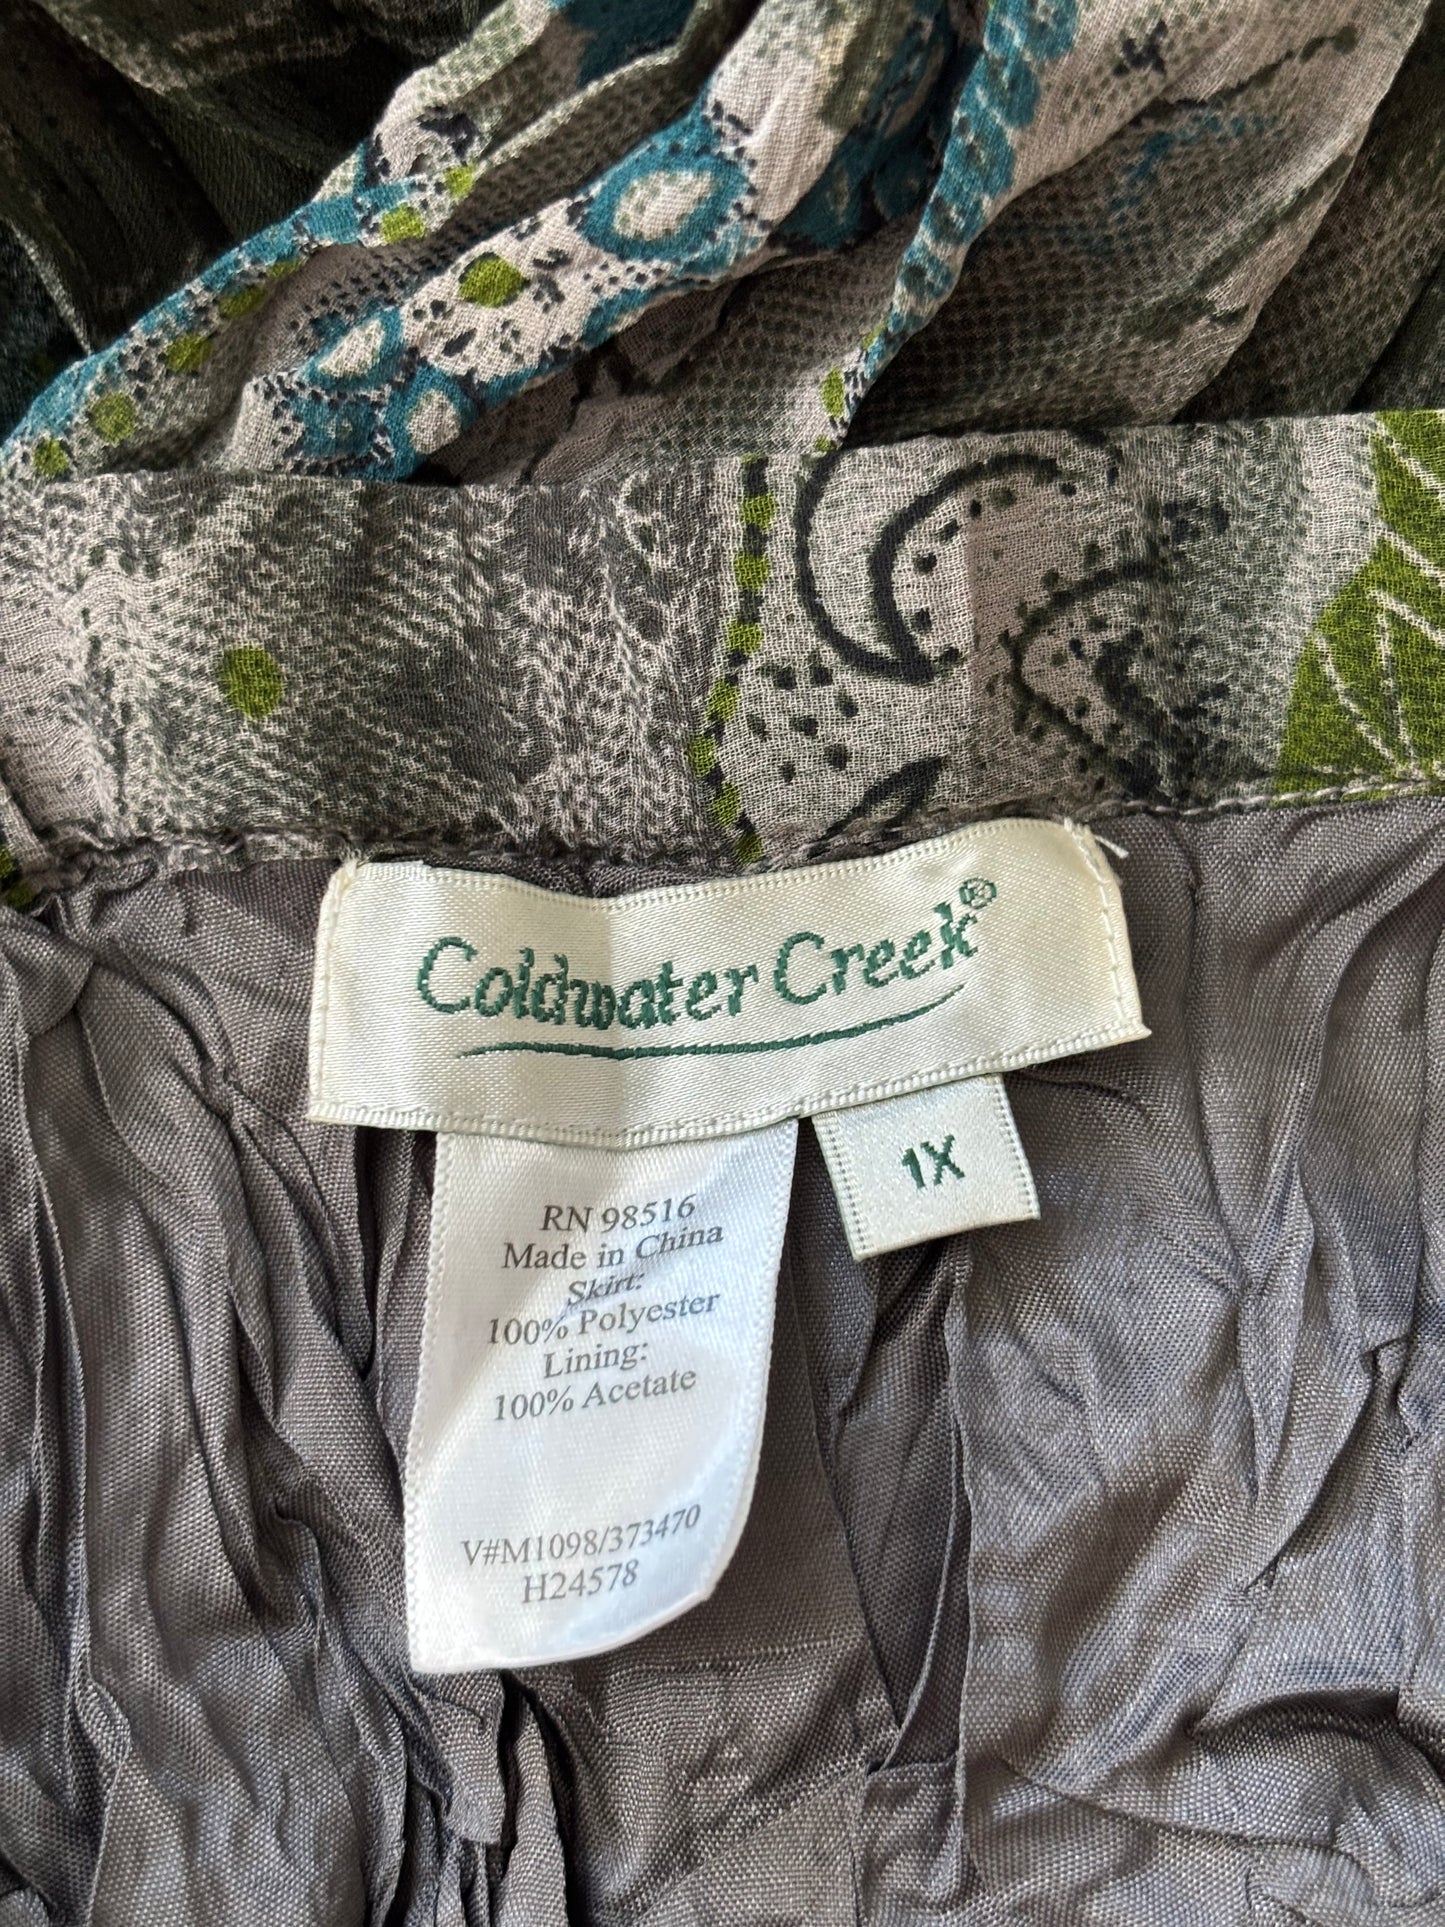 Coldwater Creek®
1X
RN 98516
Made in China
Skirt:
100% Polyester
Lining:
100% Acetate
V#M1098/373470
H24578